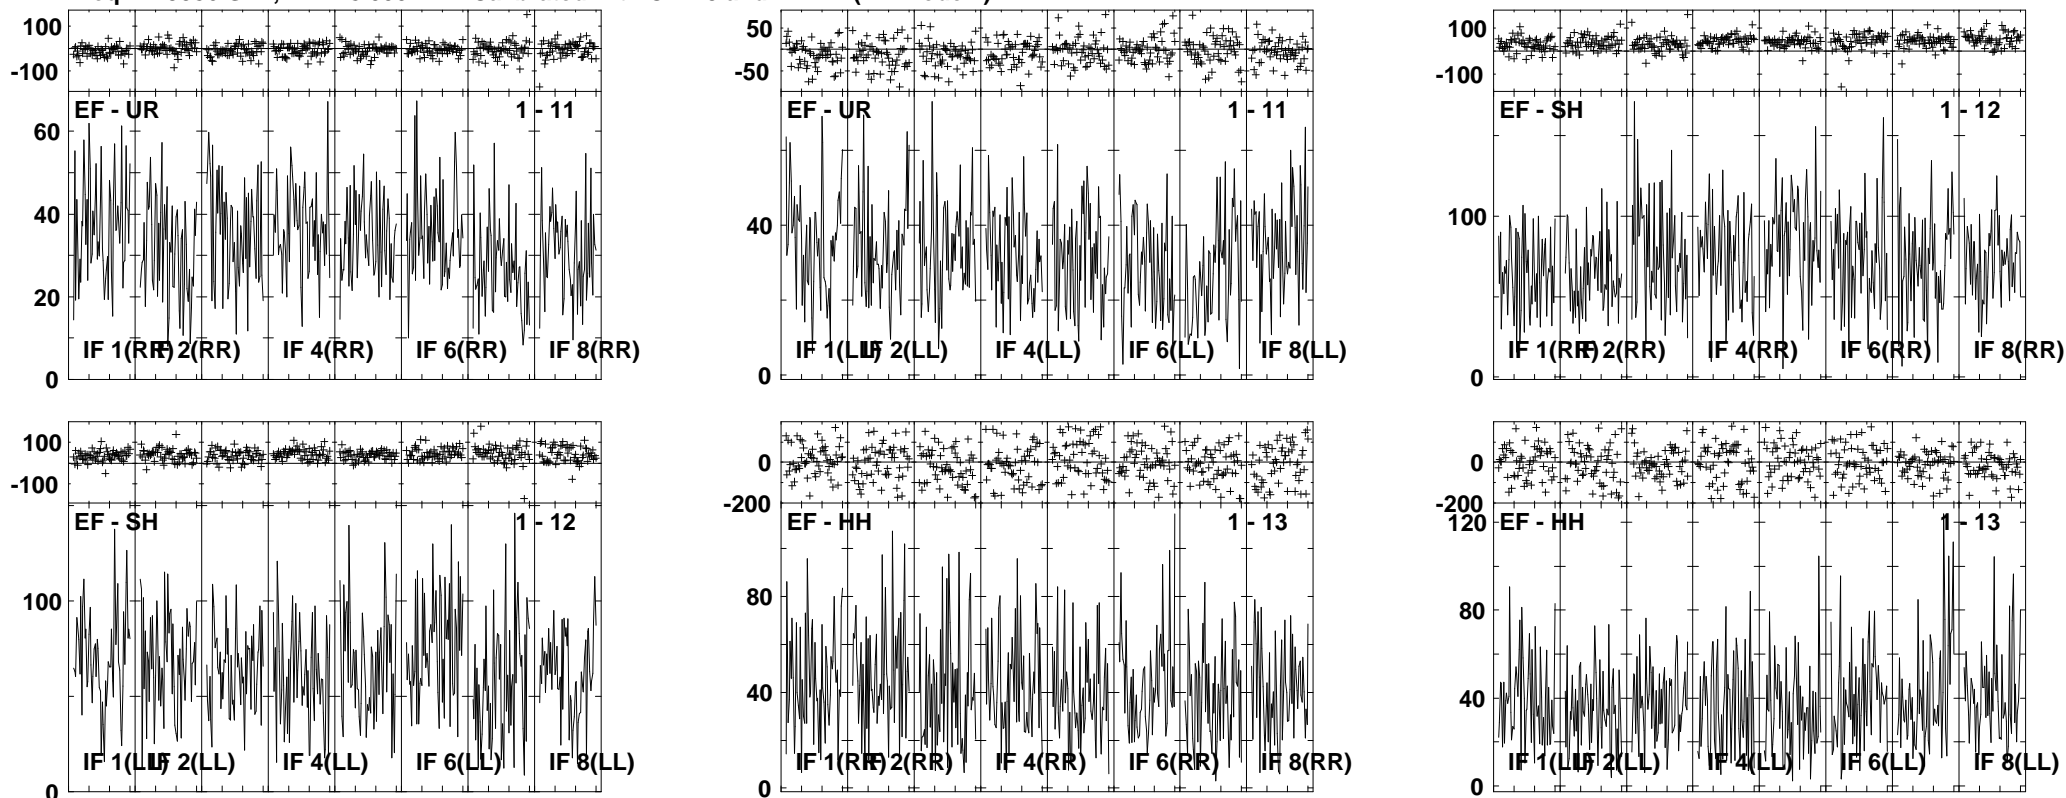 100
-100
EF - UR 1 - 11
60
40
20
0
IF 1(RR) IF 2(RR) IF 4(RR) IF 6(RR) IF 8(RR)
50
-50
EF - UR 1 - 11
40
0
IF 1(LL) IF 2(LL) IF 4(LL) IF 6(LL) IF 8(LL)
100
-100
EF - SH 1 - 12
100
0
IF 1(RR) IF 2(RR) IF 4(RR) IF 6(RR) IF 8(RR)
100
-100
EF - SH 1 - 12
100
0
IF 1(LL) IF 2(LL) IF 4(LL) IF 6(LL) IF 8(LL)
0
-200
EF - HH 1 - 13
80
40
0
IF 1(RR) IF 2(RR) IF 4(RR) IF 6(RR) IF 8(RR)
0
-200
120
EF - HH 1 - 13
80
40
0
IF 1(LL) IF 2(LL) IF 4(LL) IF 6(LL) IF 8(LL)